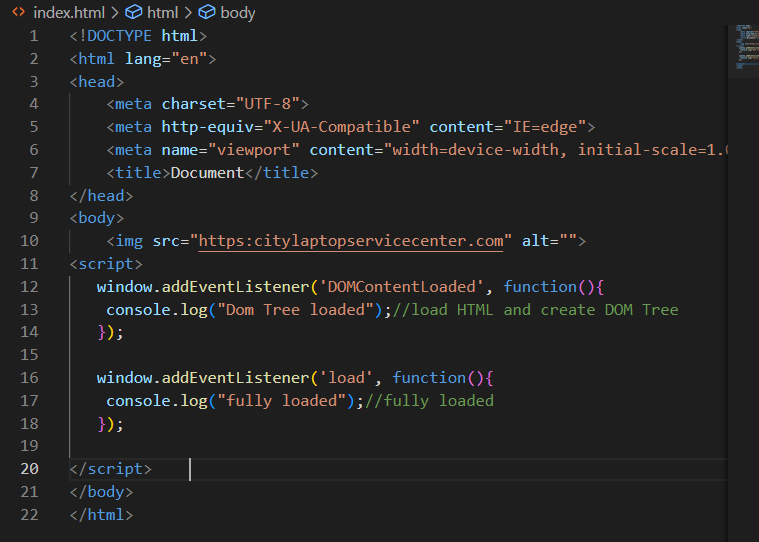 index.html > html > body
1 <!DOCTYPE html>
2 <html lang="en">
3 <head>
4 <meta charset="UTF-8">
5 <meta http-equiv="X-UA-Compatible" content="IE=edge">
6 <meta name="viewport" content="width=device-width, initial-scale=1.0
7 <title>Document</title>
8 </head>
9 <body>
10 <img src="https:citylaptopservicecenter.com" alt="">
11 <script>
12 window.addEventListener('DOMContentLoaded', function(){
13 console.log("Dom Tree loaded");//load HTML and create DOM Tree
14 });
15
16 window.addEventListener('load', function(){
17 console.log("fully loaded");//fully loaded
18 });
19
20 </script>
21 </body>
22 </html>